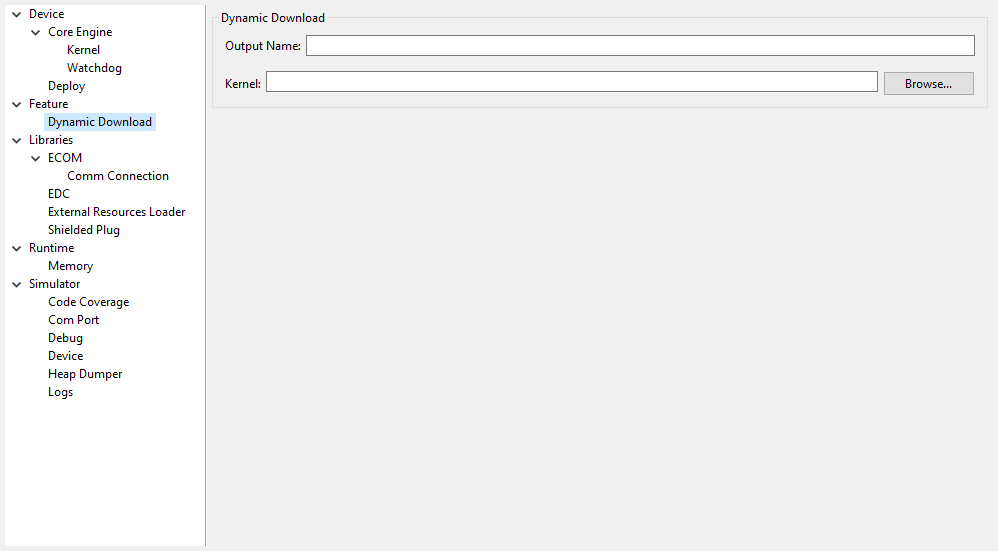 Device
Core Engine
Kernel
Watchdog
Deploy
Feature
Dynamic Download
Libraries
ECOM
Comm Connection
EDC
External Resources Loader
Shielded Plug
Runtime
Memory
Simulator
Code Coverage
Com Port
Debug
Device
Heap Dumper
Logs
Dynamic Download
Output Name:
Kernel:
Browse...